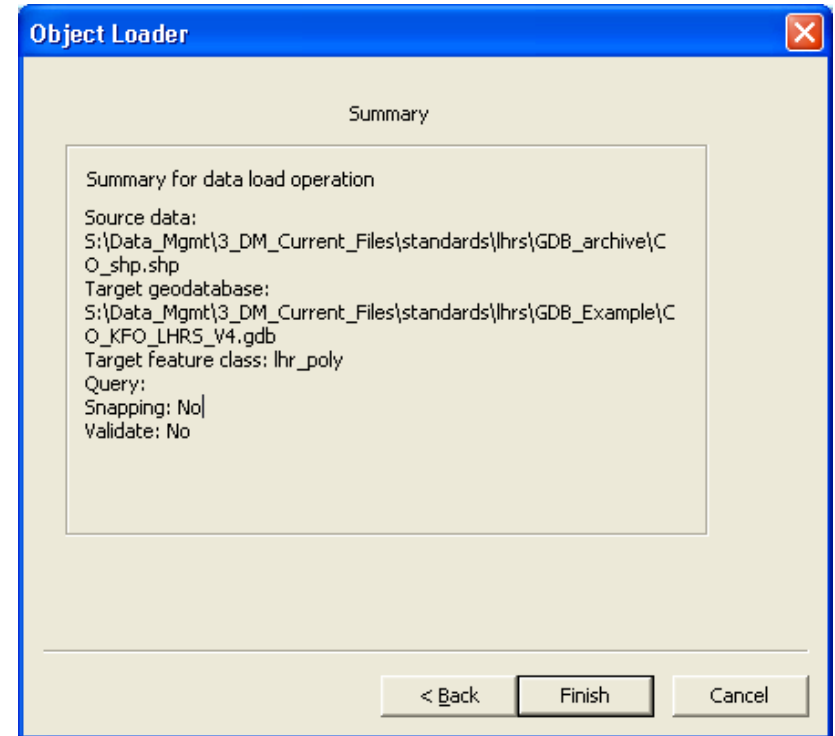 Object Loader
Summary
Summary for data load operation
Source data:
S:\Data_Mgmt\3_DM_Current_Files\standards\lhrs\GDB_archive\C
O_shp.shp
Target geodatabase:
S:\Data_Mgmt\3_DM_Current_Files\standards\lhrs\GDB_Example\C
O_KFO_LHRS_V4.gdb
Target feature class: lhr_poly
Query:
Snapping: No
Validate: No
< Back Finish Cancel